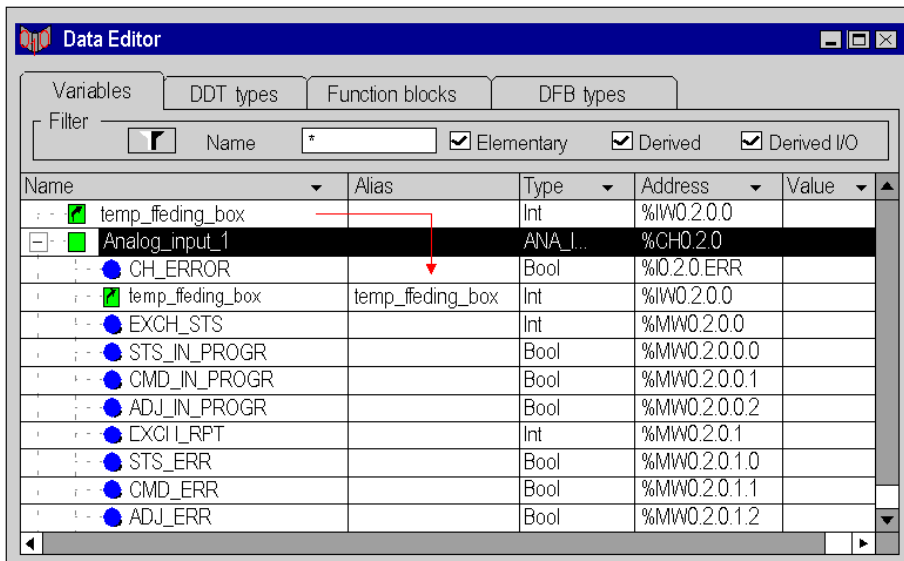 Data Editor
Variables DDT types Function blocks DFB types
Filter
Name * Elementary Derived Derived I/O
Name Alias Type Address Value
temp_ffeding_box Int %IW0.2.0.0
Analog_input_1 ANA_I... %CH0.2.0
CH_ERROR Bool %I0.2.0.ERR
temp_ffeding_box temp_ffeding_box Int %IW0.2.0.0
EXCH_STS Int %MW0.2.0.0
STS_IN_PROGR Bool %MW0.2.0.0.0
CMD_IN_PROGR Bool %MW0.2.0.0.1
ADJ_IN_PROGR Bool %MW0.2.0.0.2
EXCH_RPT Int %MW0.2.0.1
STS_ERR Bool %MW0.2.0.1.0
CMD_ERR Bool %MW0.2.0.1.1
ADJ_ERR Bool %MW0.2.0.1.2